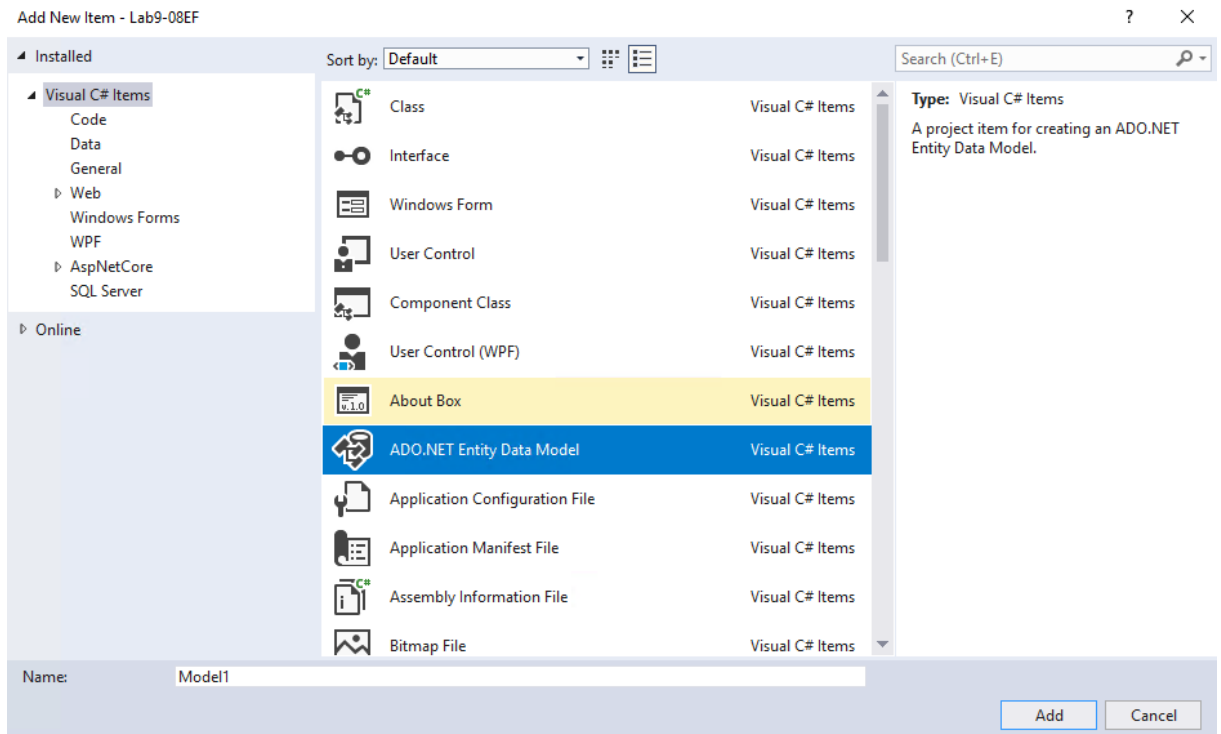 Add New Item - Lab9-08EF
?
Installed
Sort by: Default
Search (Ctrl+E)
Visual C# Items
Code
Data
General
Web
Windows Forms
WPF
AspNetCore
SQL Server
Online
C#
Class Visual C# Items
Interface Visual C# Items
Windows Form Visual C# Items
User Control Visual C# Items
Component Class Visual C# Items
User Control (WPF) Visual C# Items
v.1.0
About Box Visual C# Items
ADO.NET Entity Data Model Visual C# Items
Application Configuration File Visual C# Items
Application Manifest File Visual C# Items
C#
Assembly Information File Visual C# Items
Bitmap File Visual C# Items
Type: Visual C# Items
A project item for creating an ADO.NET
Entity Data Model.
Name: Model1
Add Cancel